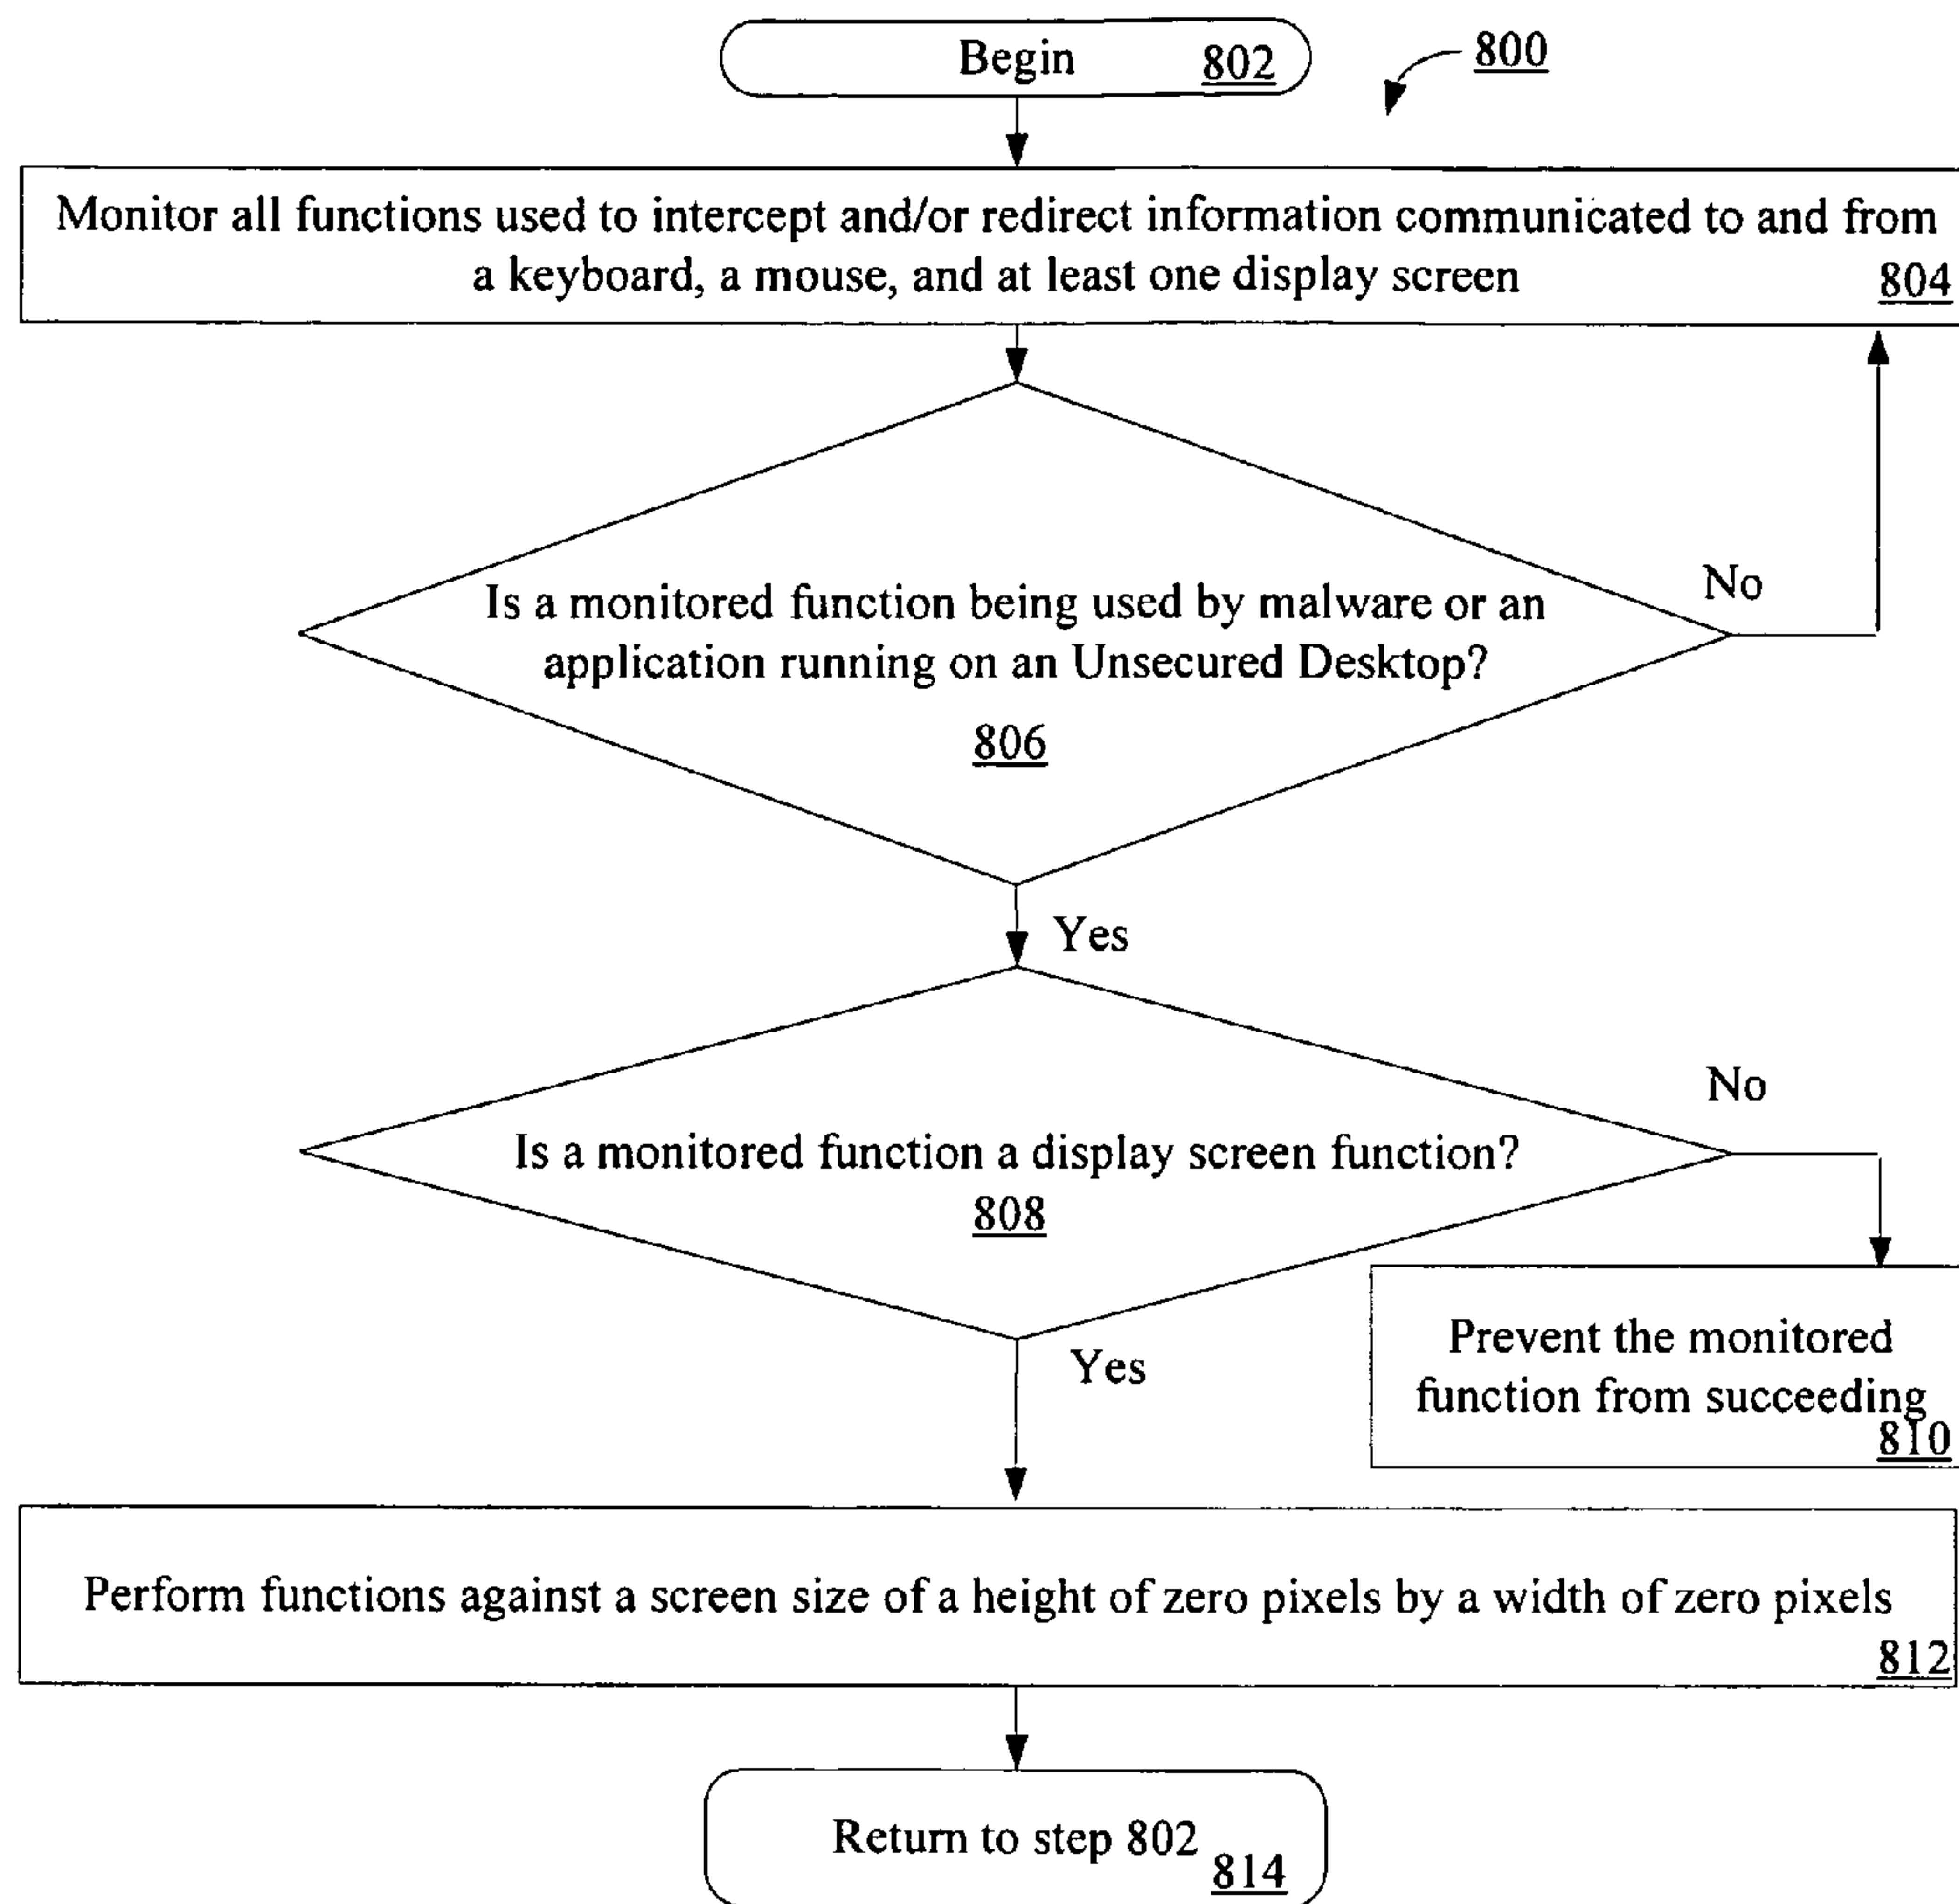 Begin 802
800
Monitor all functions used to intercept and/or redirect information communicated to and from
a keyboard, a mouse, and at least one display screen 804
Is a monitored function being used by malware or an
application running on an Unsecured Desktop?
806
No
Yes
Is a monitored function a display screen function?
808
No
Yes
Prevent the monitored
function from succeeding
810
Perform functions against a screen size of a height of zero pixels by a width of zero pixels
812
Return to step 802
814